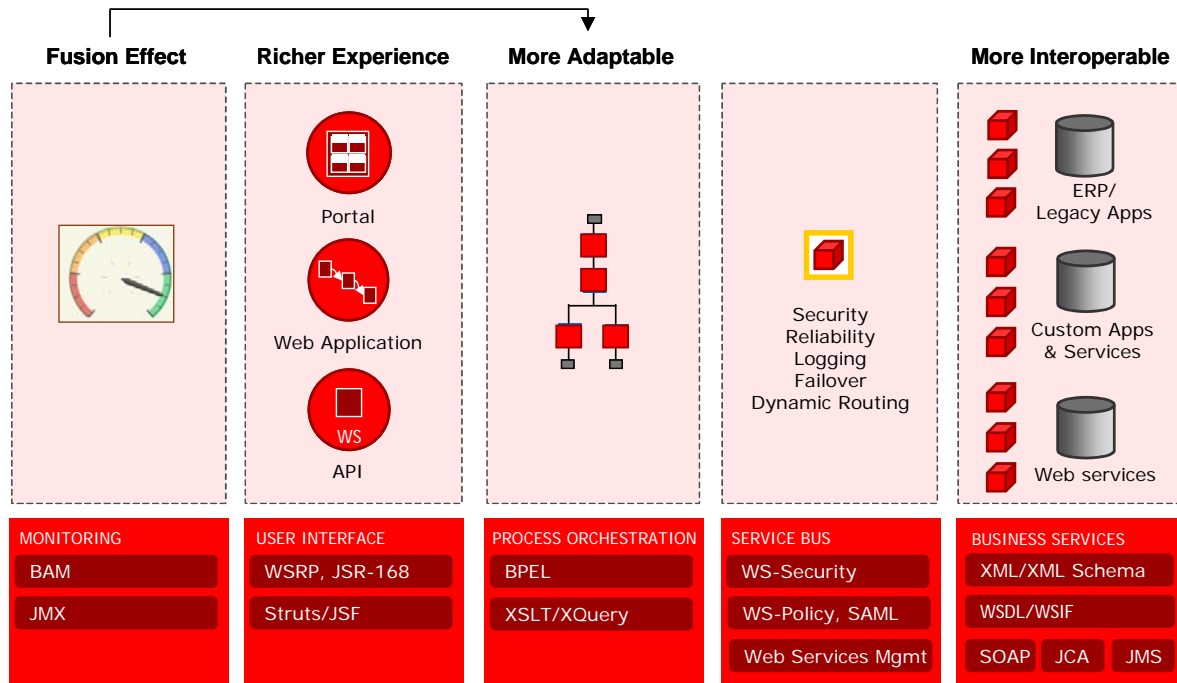 Fusion Effect
Richer Experience
More Adaptable
More Interoperable
Portal
Web Application
WS
API
Security
Reliability
Logging
Failover
Dynamic Routing
ERP/
Legacy Apps
Custom Apps
& Services
Web services
MONITORING
BAM
JMX
USER INTERFACE
WSRP, JSR-168
Struts/JSF
PROCESS ORCHESTRATION
BPEL
XSLT/XQuery
SERVICE BUS
WS-Security
WS-Policy, SAML
Web Services Mgmt
BUSINESS SERVICES
XML/XML Schema
WSDL/WSIF
SOAP
JCA
JMS